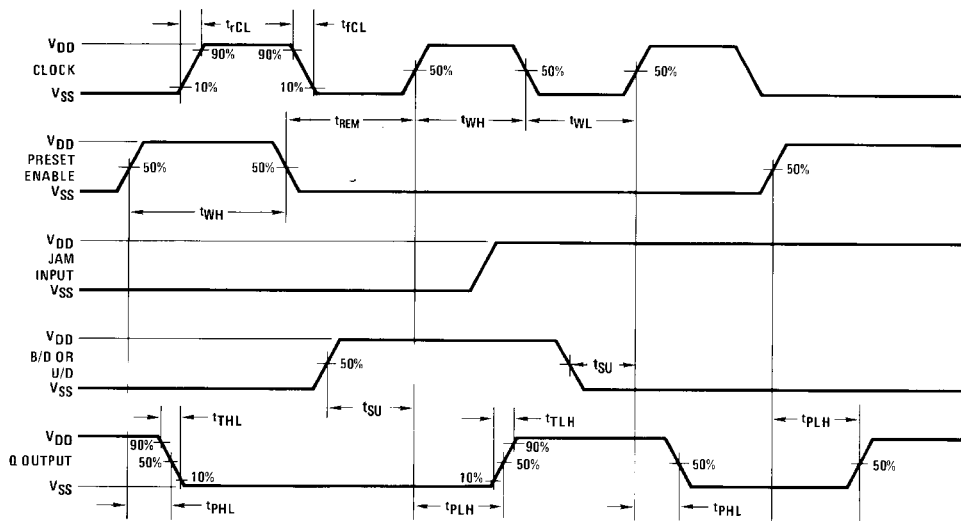 trCL tfCL
VDD
90% 90%
CLOCK 50% 50% 50%
10% 10%
VSS
tREM tWH tWL
VDD
PRESET
ENABLE 50% 50% 50%
VSS
tWH
VDD
JAM
INPUT
VSS
VDD
B/D OR
U/D 50% tSU
VSS
tSU
tTHL tTLH tPLH
VDD
90% 90%
Q OUTPUT 50% 50% 50% 50%
10% 10%
VSS
tPHL tPLH tPHL